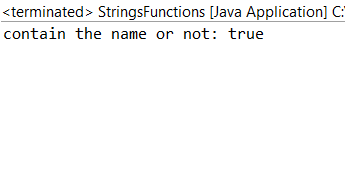 <terminated> StringsFunctions [Java Application] C:
contain the name or not: true